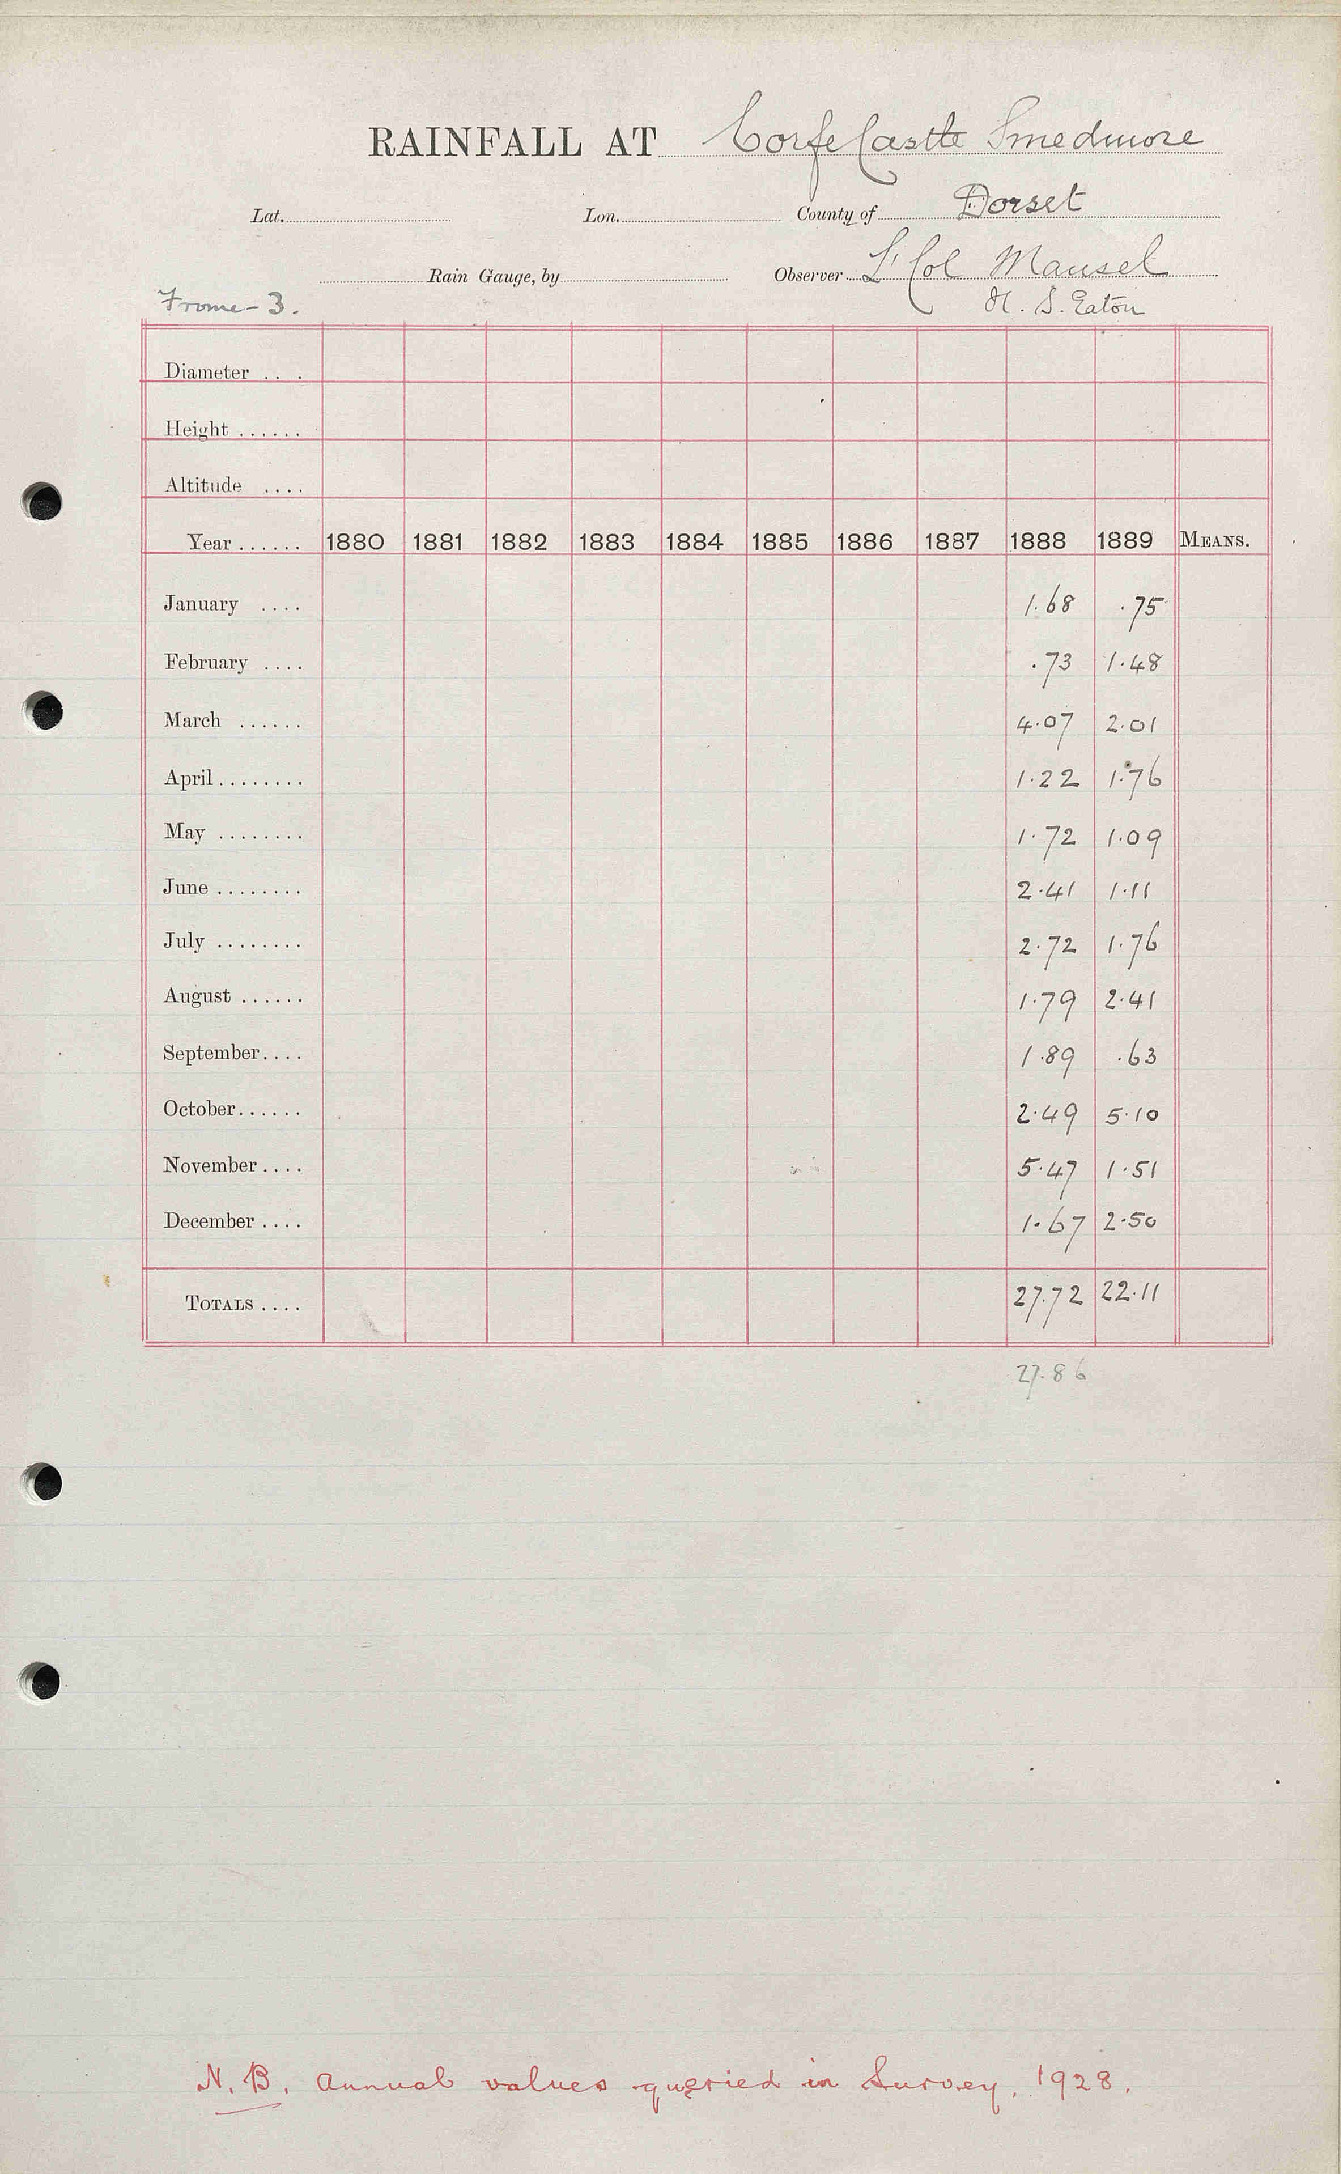 RAINFALL AT Corfe Castle Smedmore
Lat. Lon. County of Dorset
Rain Gauge, by Observer Lt Col Mansel
Frome - 3. H. S. Eaton
Diameter . . .
Height ......
Altitude ....
Year ...... 1880 1881 1882 1883 1884 1885 1886 1887 1888 1889 MEANS.
January .... 1.68 .75
February .... .73 1.48
March ...... 4.07 2.01
April ........ 1.22 1.76
May ........ 1.72 1.09
June ........ 2.41 1.11
July ........ 2.72 1.76
August ...... 1.79 2.41
September .... 1.89 .63
October ...... 2.49 5.10
November .... 5.47 1.51
December .... 1.67 2.50
TOTALS .... 27.72 22.11
27.86
N.B. Annual values queried in Survey, 1928.